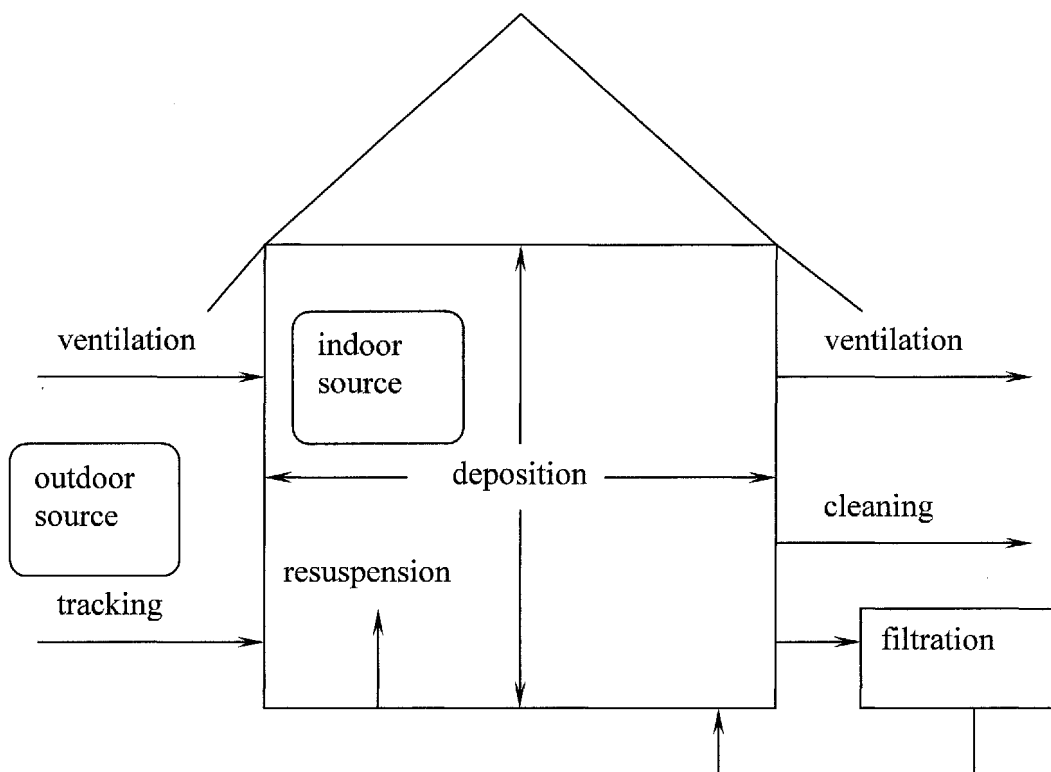 ventilation
indoor
source
ventilation
outdoor
source
deposition
cleaning
resuspension
tracking
filtration